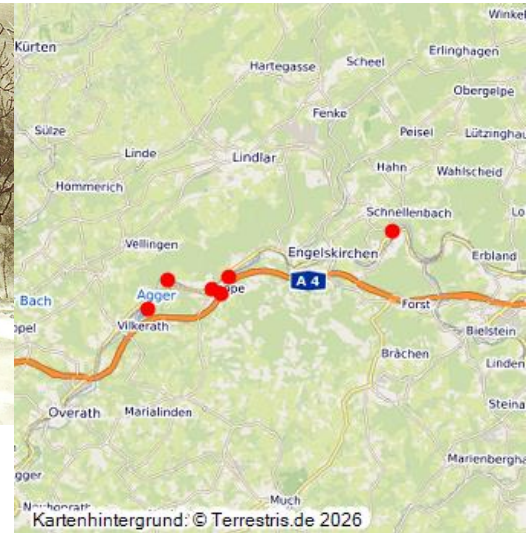 Winkel
Kürten
Erlinghagen
Hartegasse
Scheel
Obergelpe
Fenke
Sülze
Peisel
Lützinghau
Linde
Lindlar
Hahn
Wahlscheid
Hommerich
Schnellenbach
Lo
Vellingen
Engelskirchen
Erbland
A 4
Bach
Agger
ppe
Forst
ppel
Vilkerath
Bielstein
Brächen
Linden
Overath
Marialinden
Steina
Marienbergha
gger
Much
Kartenhintergrund: © Terrestris.de 2026